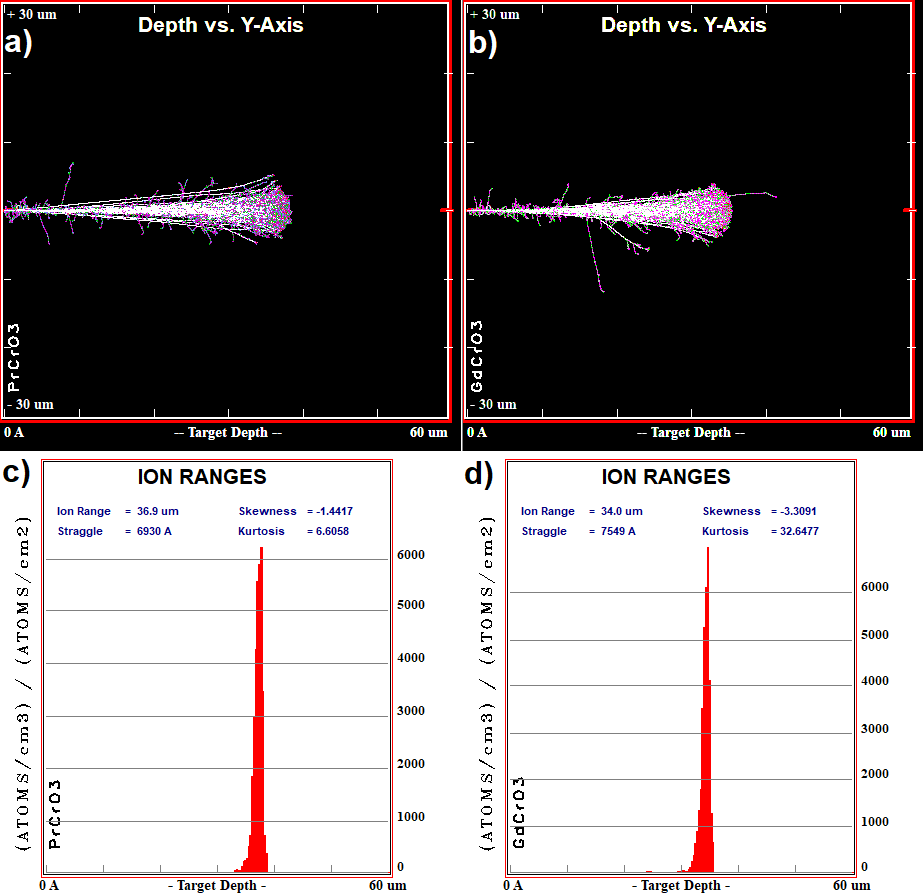 + 30 um
Depth vs. Y-Axis
a)
PrCrO3
- 30 um
0 A
-- Target Depth --
60 um
+ 30 um
Depth vs. Y-Axis
b)
GdCrO3
- 30 um
0 A
-- Target Depth --
60 um
c)
ION RANGES
Ion Range = 36.9 um Skewness = -1.4417
Straggle = 6930 A Kurtosis = 6.6058
(ATOMS/cm3) / (ATOMS/cm2)
PrCrO3
6000
5000
4000
3000
2000
1000
0
0 A
- Target Depth -
60 um
d)
ION RANGES
Ion Range = 34.0 um Skewness = -3.3091
Straggle = 7549 A Kurtosis = 32.6477
(ATOMS/cm3) / (ATOMS/cm2)
GdCrO3
6000
5000
4000
3000
2000
1000
0
0 A
- Target Depth -
60 um